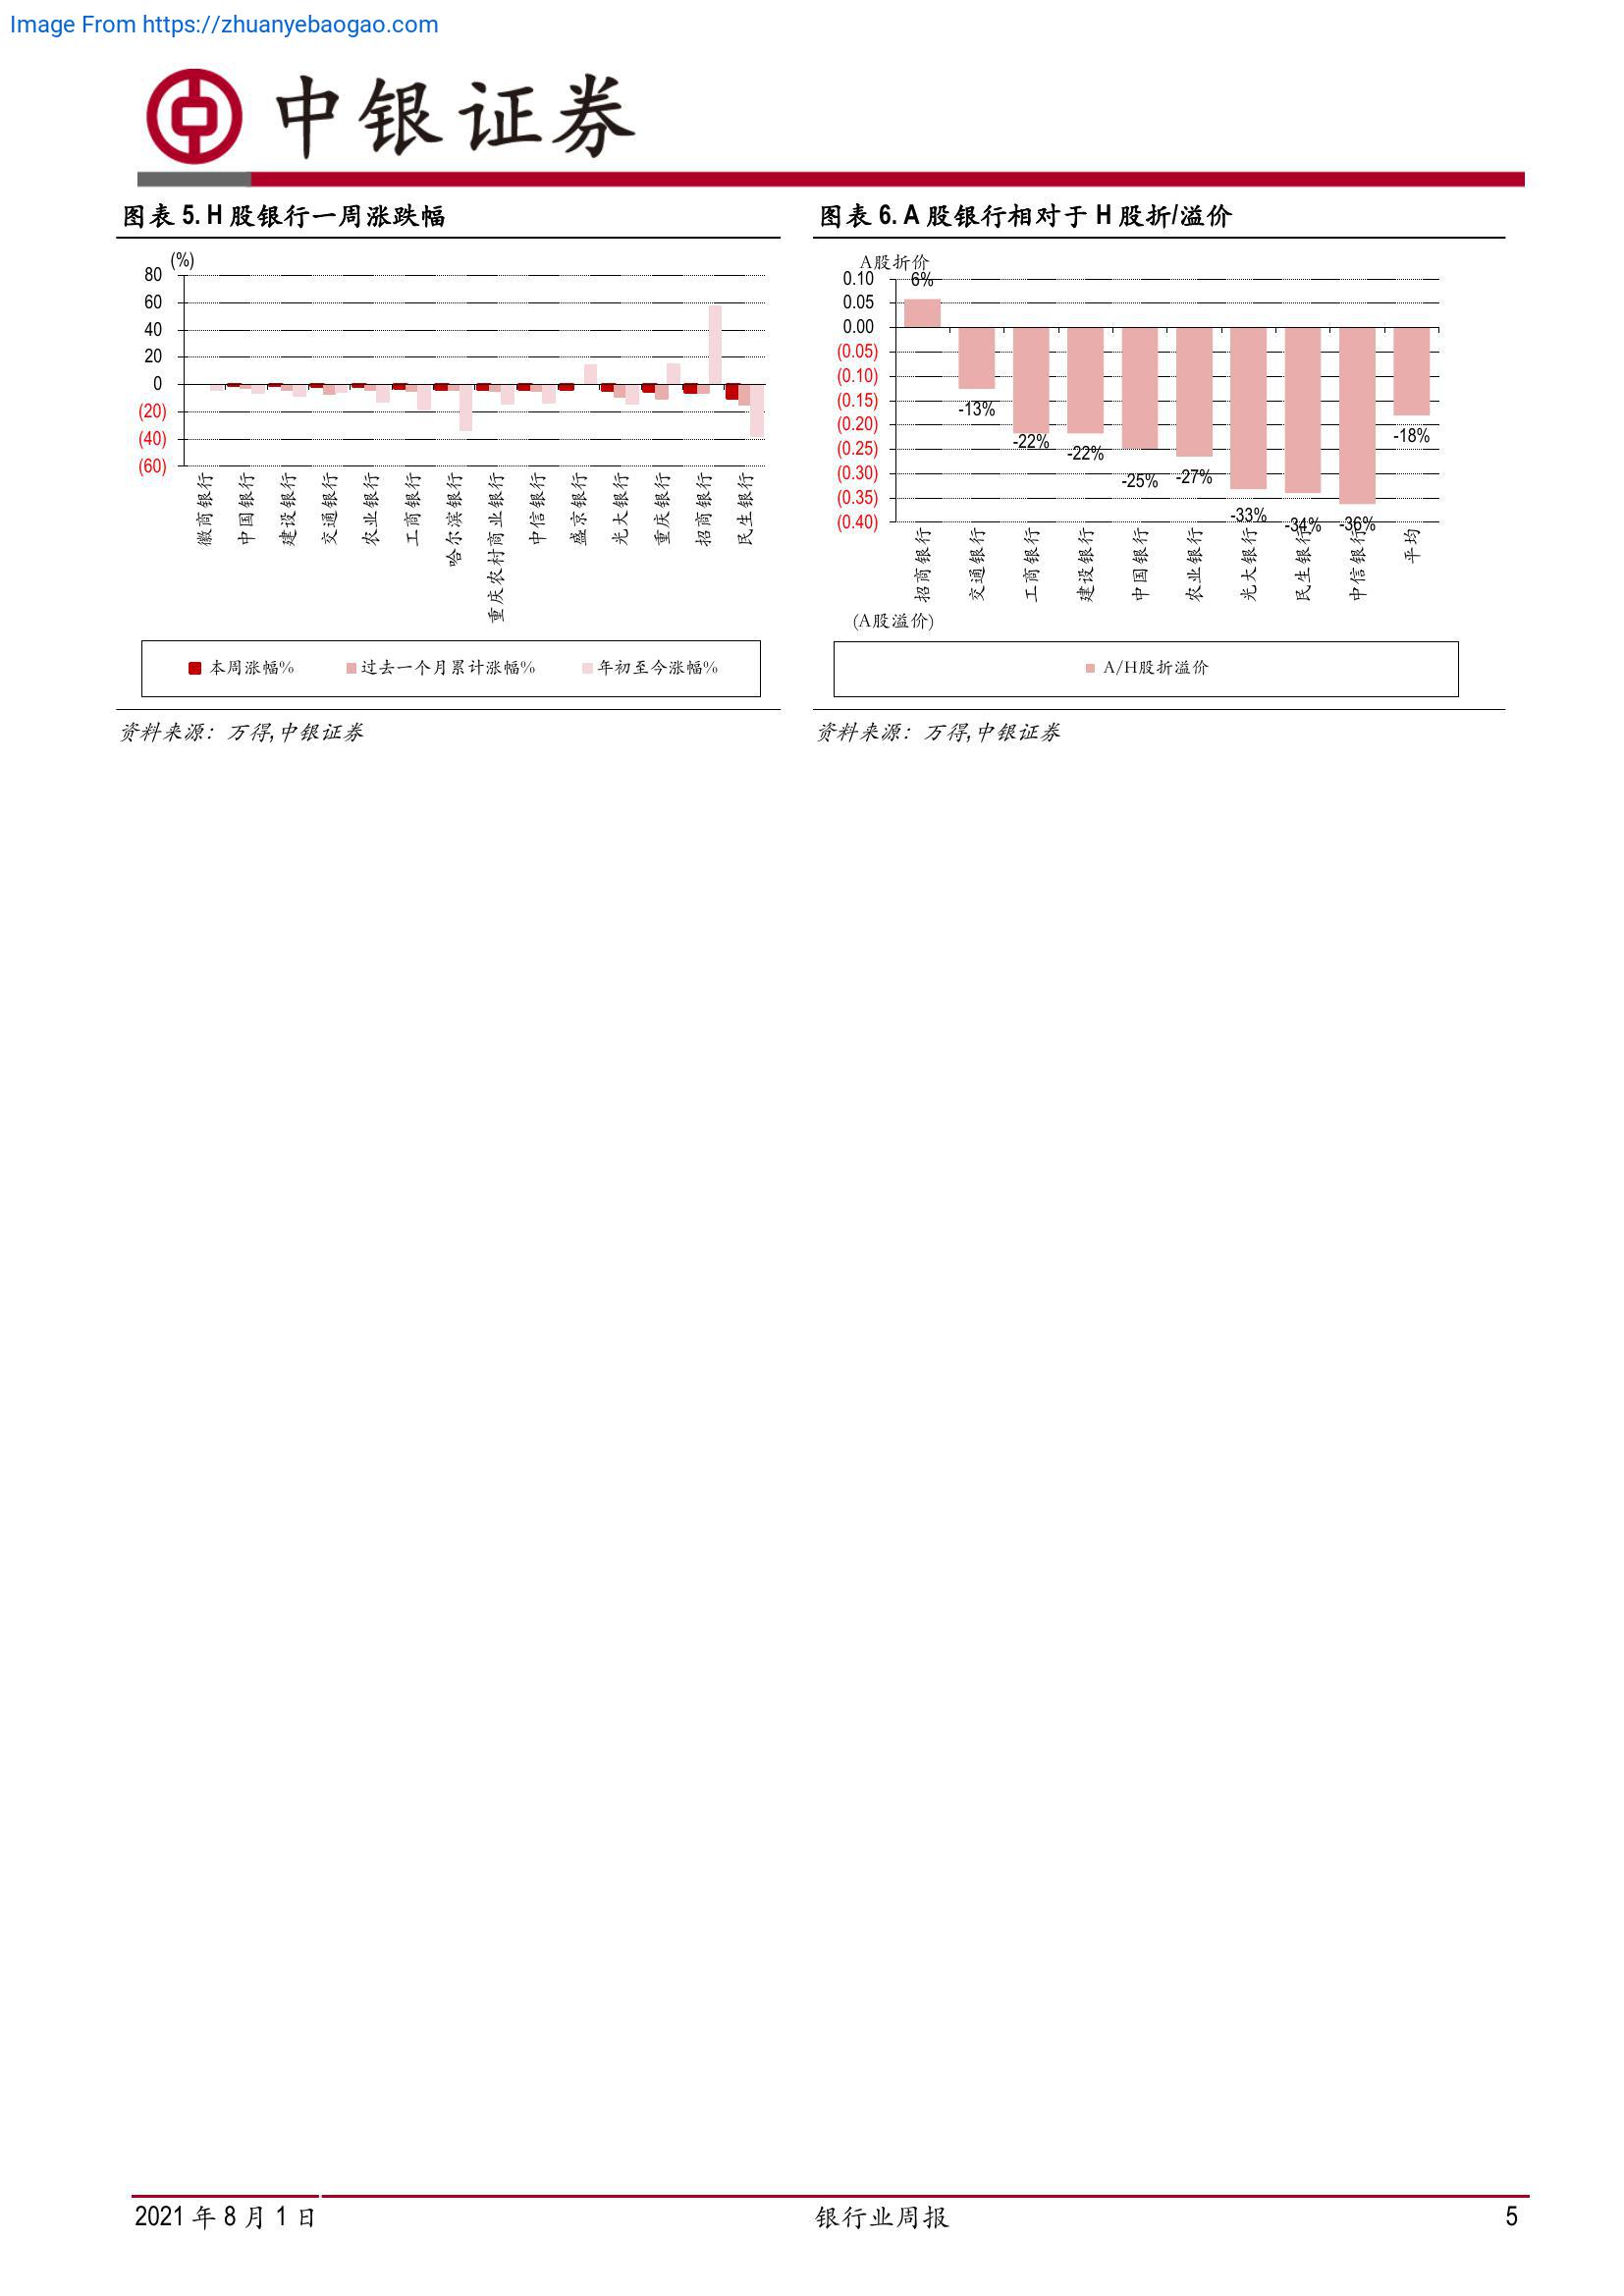 Image From https://zhuanyebaogao.com
中银证券
图表 5. H 股银行一周涨跌幅
(%)
80
60
40
20
0
(20)
(40)
(60)
徽商银行
中国银行
建设银行
交通银行
农业银行
工商银行
哈尔滨银行
重庆农村商业银行
中信银行
盛京银行
光大银行
重庆银行
招商银行
民生银行
本周涨幅% 过去一个月累计涨幅% 年初至今涨幅%
资料来源：万得,中银证券
图表 6. A 股银行相对于 H 股折/溢价
A股折价
0.10
0.05
0.00
(0.05)
(0.10)
(0.15)
(0.20)
(0.25)
(0.30)
(0.35)
(0.40)
6%
-13%
-22%
-22%
-25%
-27%
-33%
-34%
-36%
-18%
招商银行
交通银行
工商银行
建设银行
中国银行
农业银行
光大银行
民生银行
中信银行
平均
(A股溢价)
A/H股折溢价
资料来源：万得,中银证券
2021 年 8 月 1 日 银行业周报 5